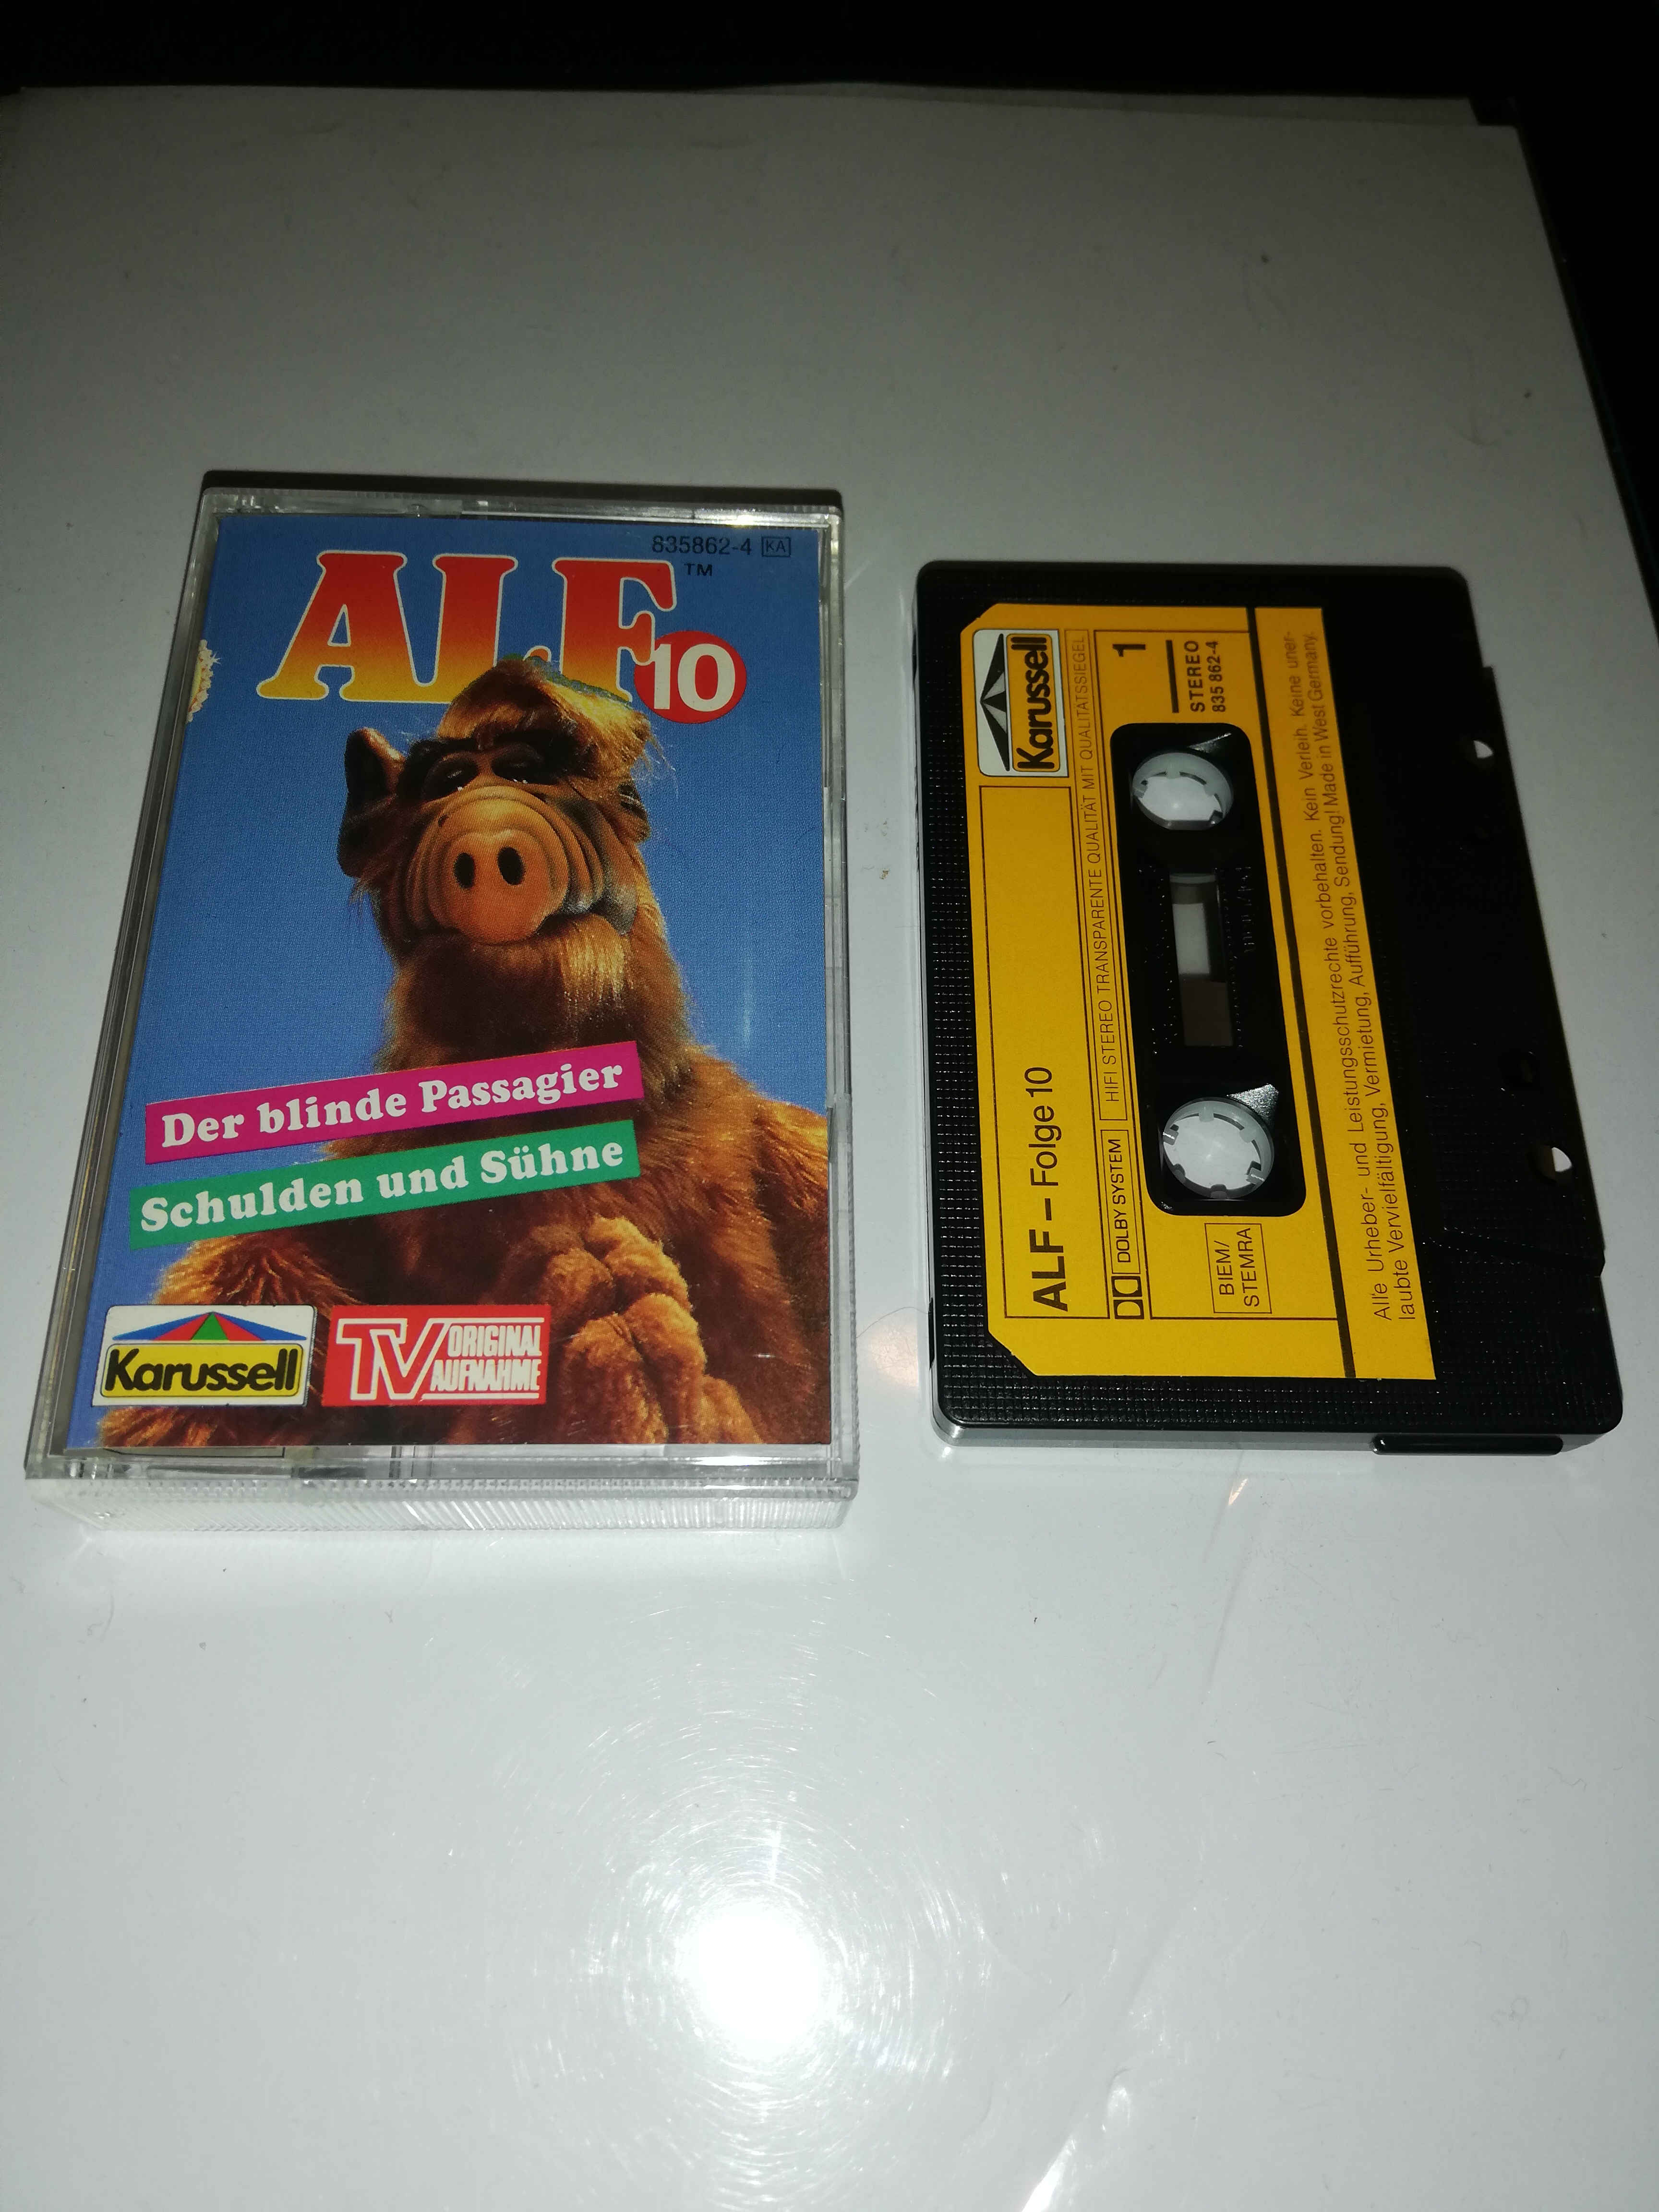 835862-4 KA
ALF™
10
Der blinde Passagier
Schulden und Sühne
Karussell
TV ORIGINAL
AUFNAHME
Karussell
ALF – Folge 10
DOLBY SYSTEM
HIFI STEREO TRANSPARENTE QUALITÄT MIT QUALITÄTSSIEGEL
1
BIEM/
STEMRA
STEREO
835 862-4
Alle Urheber- und Leistungsschutzrechte vorbehalten. Kein Verleih. Keine uner-
laubte Vervielfältigung, Vermietung, Aufführung, Sendung! Made in West Germany